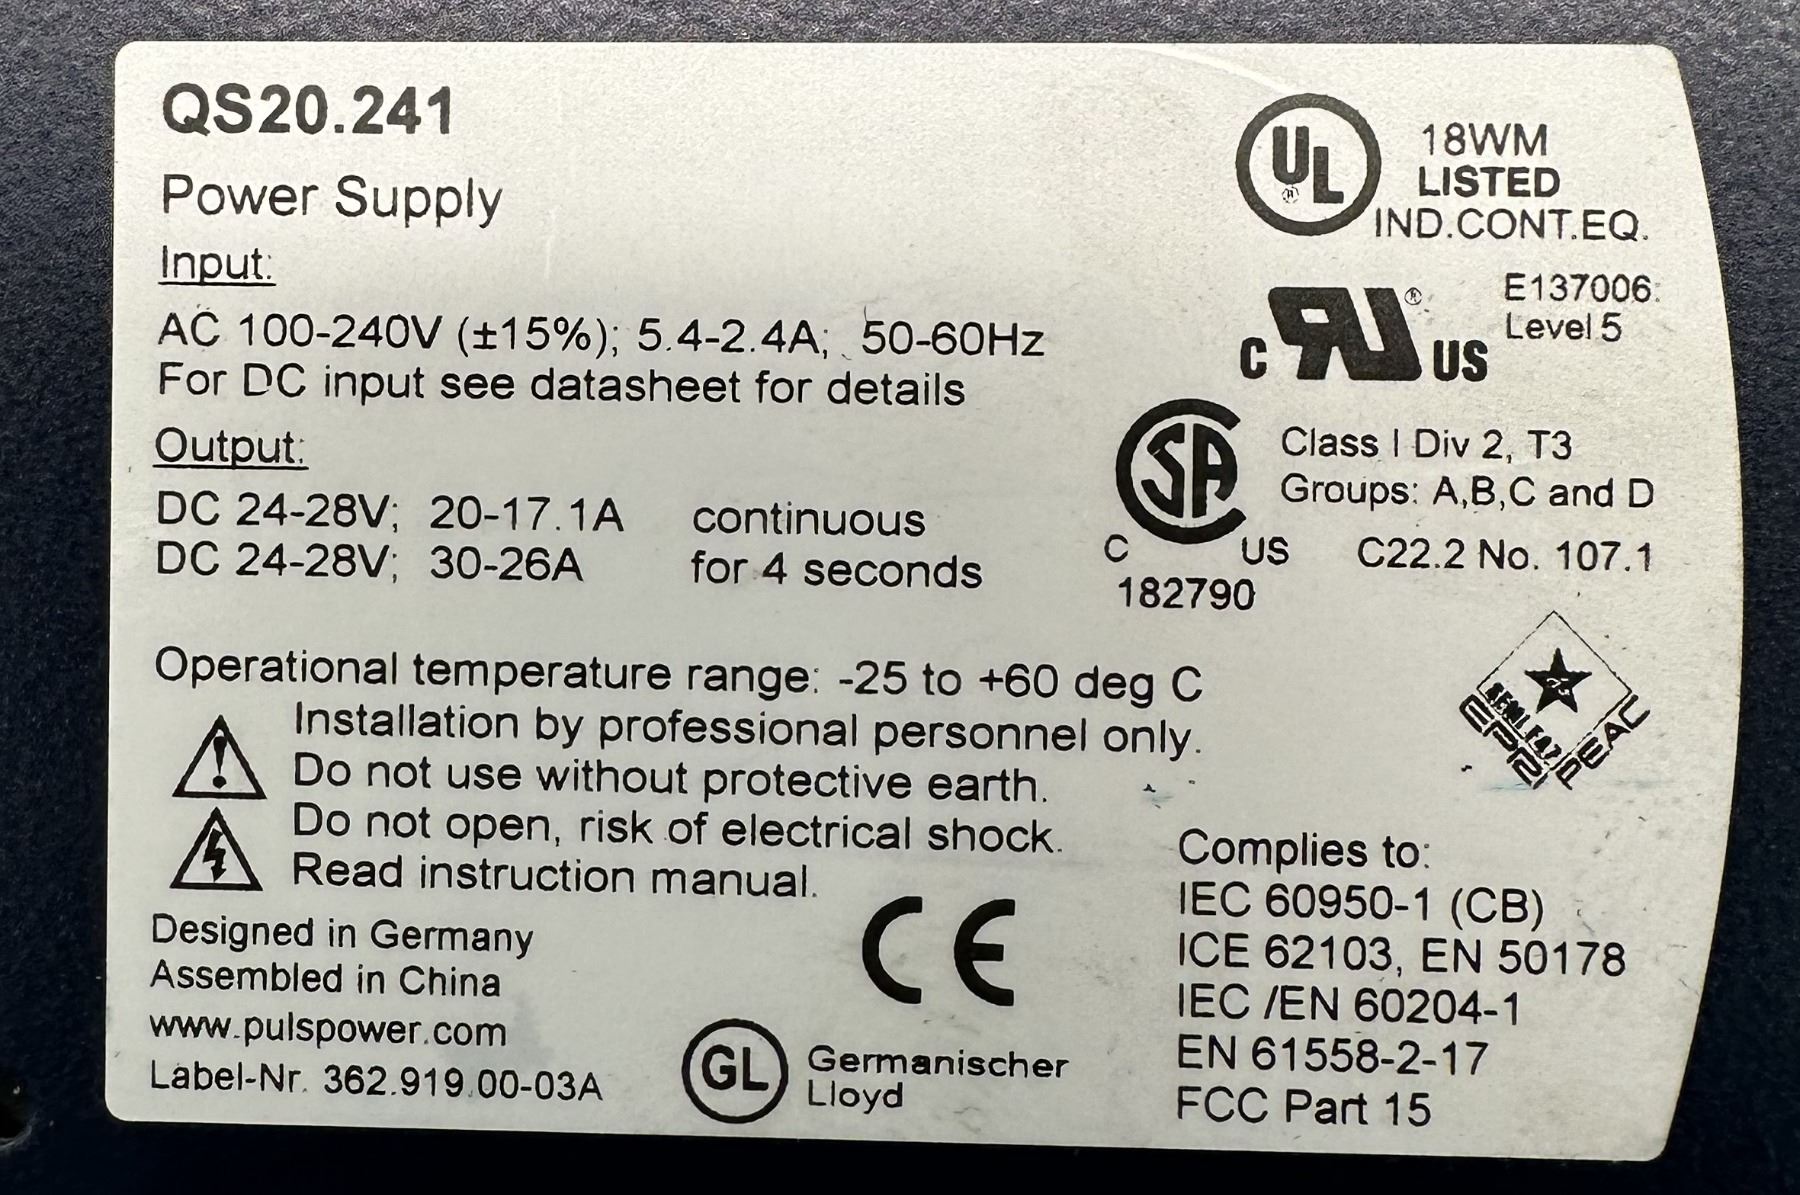 QS20.241
Power Supply
Input:
AC 100-240V (±15%); 5.4-2.4A; 50-60Hz
For DC input see datasheet for details
Output:
DC 24-28V; 20-17.1A continuous
DC 24-28V; 30-26A for 4 seconds
Operational temperature range: -25 to +60 deg C
Installation by professional personnel only.
Do not use without protective earth.
Do not open, risk of electrical shock.
Read instruction manual.
Designed in Germany
Assembled in China
www.pulspower.com
Label-Nr. 362.919.00-03A
CE
GL
Germanischer
Lloyd
UL
18WM
LISTED
IND.CONT.EQ.
E137006
Level 5
C RU ® US
SA
Class I Div 2, T3
Groups: A,B,C and D
C US
C22.2 No. 107.1
182790
SEMI F47
EPRI PEAC
Complies to:
IEC 60950-1 (CB)
ICE 62103, EN 50178
IEC /EN 60204-1
EN 61558-2-17
FCC Part 15